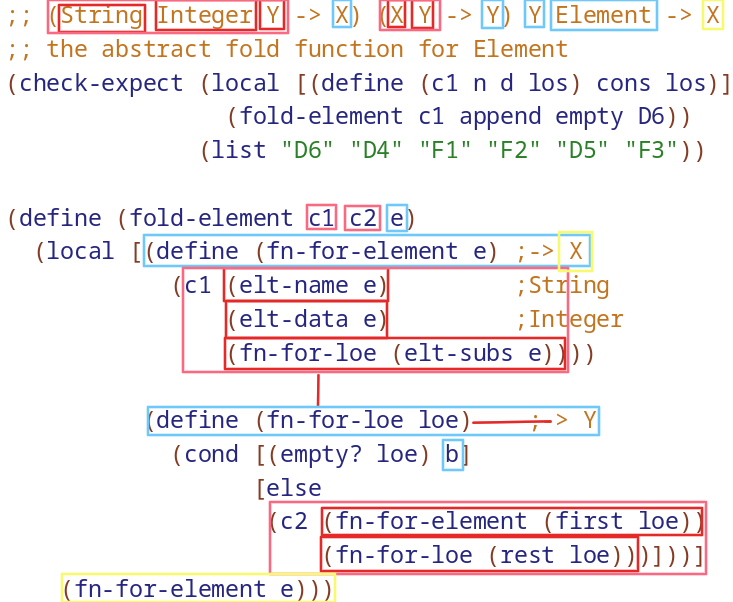 ;; (String Integer Y -> X) (X Y -> Y) Y Element -> X
;; the abstract fold function for Element
(check-expect (local [(define (c1 n d los) cons los)]
(fold-element c1 append empty D6))
(list "D6" "D4" "F1" "F2" "D5" "F3"))
(define (fold-element c1 c2 e)
(local [(define (fn-for-element e) ;-> X
(c1 (elt-name e) ;String
(elt-data e) ;Integer
(fn-for-loe (elt-subs e))))
(define (fn-for-loe loe) ;-> Y
(cond [(empty? loe) b]
[else
(c2 (fn-for-element (first loe))
(fn-for-loe (rest loe)))]))]
(fn-for-element e)))